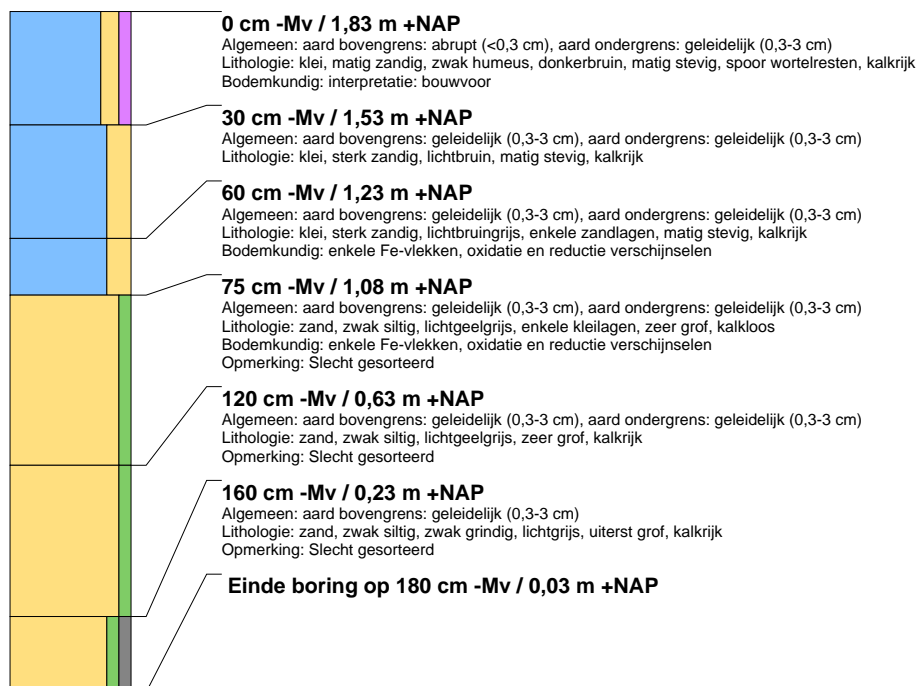 0 cm -Mv / 1,83 m +NAP
Algemeen: aard bovengrens: abrupt (<0,3 cm), aard ondergrens: geleidelijk (0,3-3 cm)
Lithologie: klei, matig zandig, zwak humeus, donkerbruin, matig stevig, spoor wortelresten, kalkrijk
Bodemkundig: interpretatie: bouwvoor
30 cm -Mv / 1,53 m +NAP
Algemeen: aard bovengrens: geleidelijk (0,3-3 cm), aard ondergrens: geleidelijk (0,3-3 cm)
Lithologie: klei, sterk zandig, lichtbruin, matig stevig, kalkrijk
60 cm -Mv / 1,23 m +NAP
Algemeen: aard bovengrens: geleidelijk (0,3-3 cm), aard ondergrens: geleidelijk (0,3-3 cm)
Lithologie: klei, sterk zandig, lichtbruingrijs, enkele zandlagen, matig stevig, kalkrijk
Bodemkundig: enkele Fe-vlekken, oxidatie en reductie verschijnselen
75 cm -Mv / 1,08 m +NAP
Algemeen: aard bovengrens: geleidelijk (0,3-3 cm), aard ondergrens: geleidelijk (0,3-3 cm)
Lithologie: zand, zwak siltig, lichtgeelgrijs, enkele kleilagen, zeer grof, kalkloos
Bodemkundig: enkele Fe-vlekken, oxidatie en reductie verschijnselen
Opmerking: Slecht gesorteerd
120 cm -Mv / 0,63 m +NAP
Algemeen: aard bovengrens: geleidelijk (0,3-3 cm), aard ondergrens: geleidelijk (0,3-3 cm)
Lithologie: zand, zwak siltig, lichtgeelgrijs, zeer grof, kalkrijk
Opmerking: Slecht gesorteerd
160 cm -Mv / 0,23 m +NAP
Algemeen: aard bovengrens: geleidelijk (0,3-3 cm)
Lithologie: zand, zwak siltig, zwak grindig, lichtgrijs, uiterst grof, kalkrijk
Opmerking: Slecht gesorteerd
Einde boring op 180 cm -Mv / 0,03 m +NAP